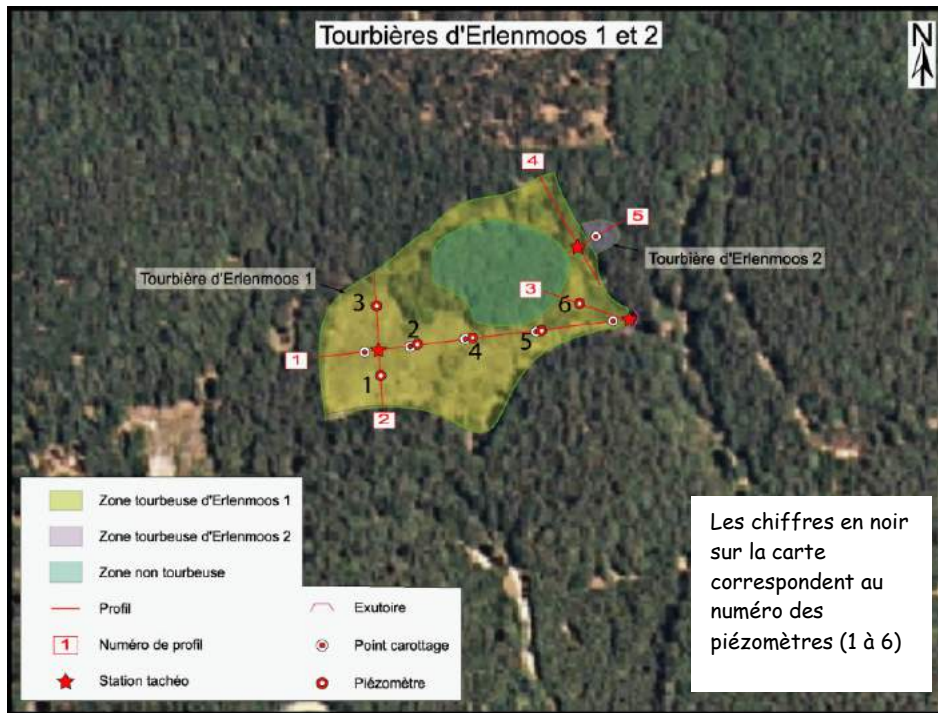 Tourbières d'Erlenmoos 1 et 2
N
4
5
Tourbière d'Erlenmoos 2
Tourbière d'Erlenmoos 1
3
3
6
2
4
5
1
1
2
Zone tourbeuse d'Erlenmoos 1
Zone tourbeuse d'Erlenmoos 2
Zone non tourbeuse
Profil
1 Numéro de profil
Station tachéo
Exutoire
Point carottage
Piézomètre
Les chiffres en noir
sur la carte
correspondent au
numéro des
piézomètres (1 à 6)